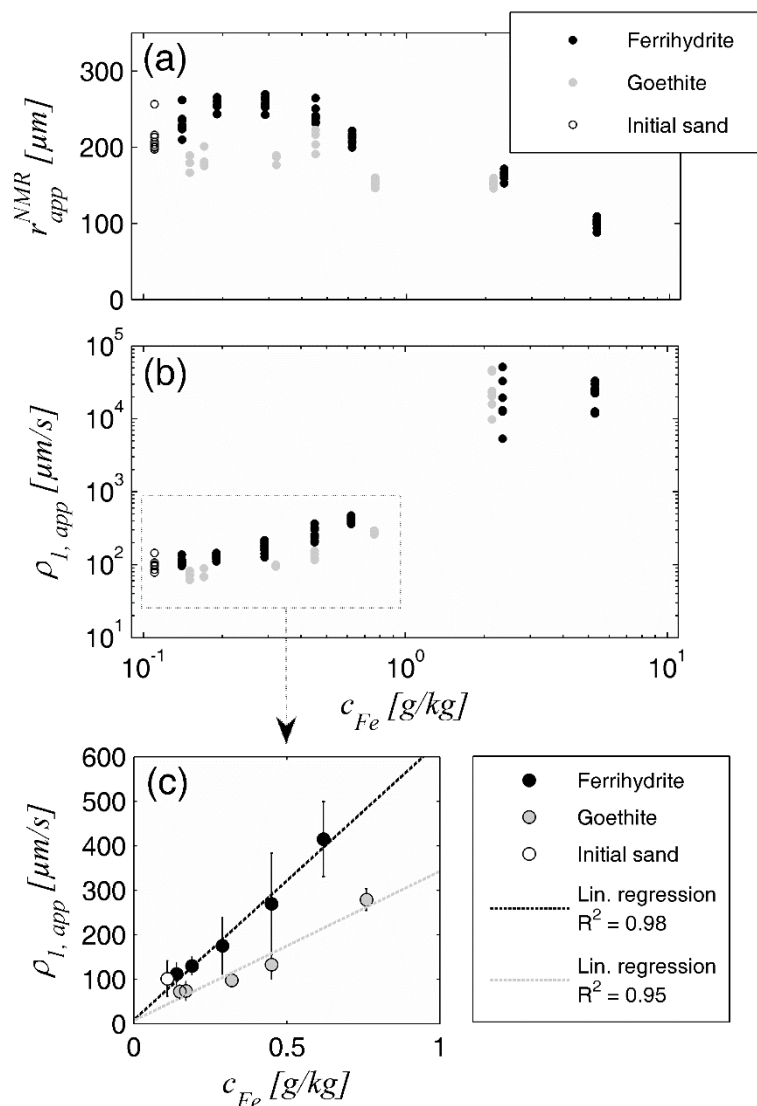 (a)
Ferrihydrite
Goethite
Initial sand
300
200
100
0
r_app^NMR [μm]
(b)
10^5
10^4
10^3
10^2
10^1
ρ_1, app [μm/s]
10^-1
10^0
10^1
c_Fe [g/kg]
(c)
600
500
400
300
200
100
0
ρ_1, app [μm/s]
0
0.5
1
c_Fe [g/kg]
Ferrihydrite
Goethite
Initial sand
Lin. regression
R^2 = 0.98
Lin. regression
R^2 = 0.95